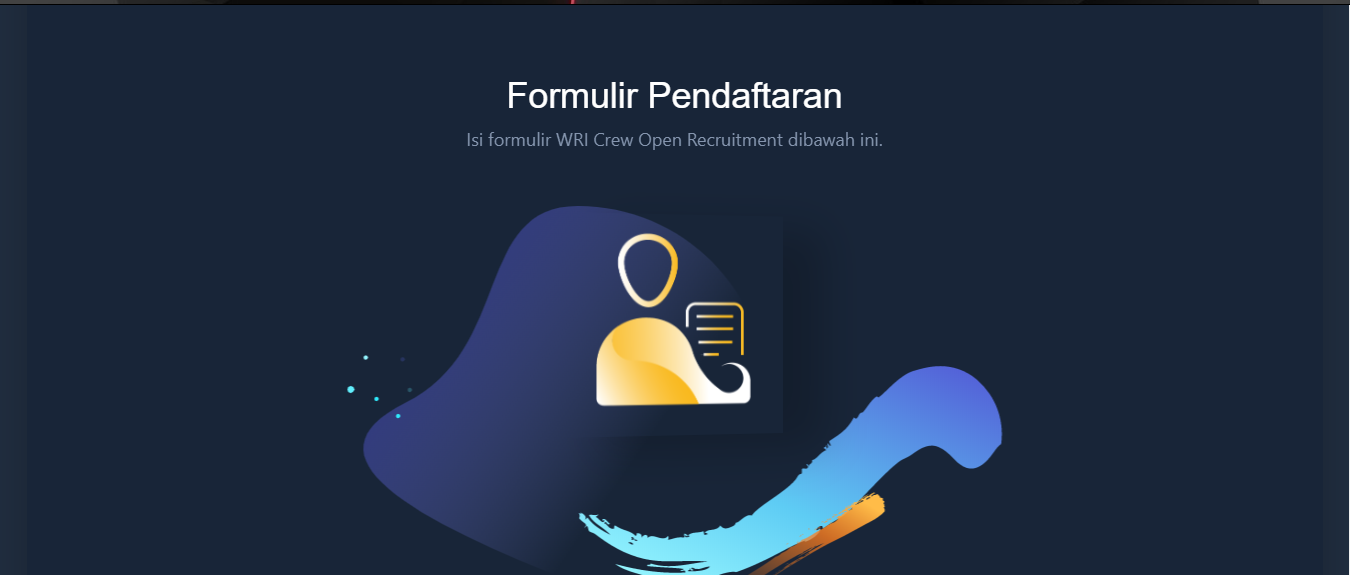 Formulir Pendaftaran
Isi formulir WRI Crew Open Recruitment dibawah ini.